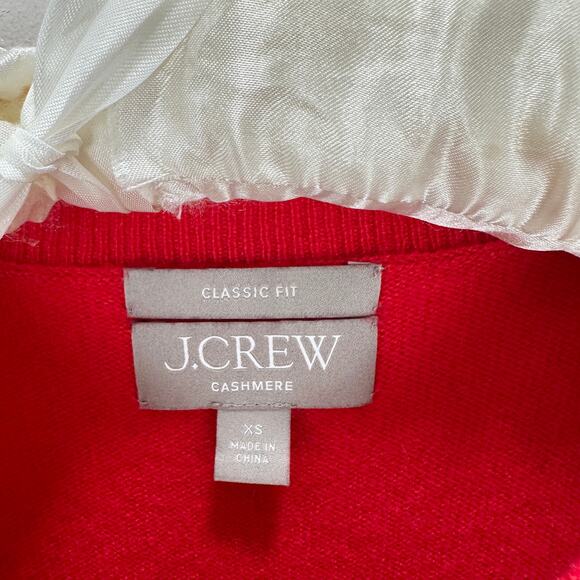 CLASSIC FIT
J.CREW
CASHMERE
XS
MADE IN
CHINA